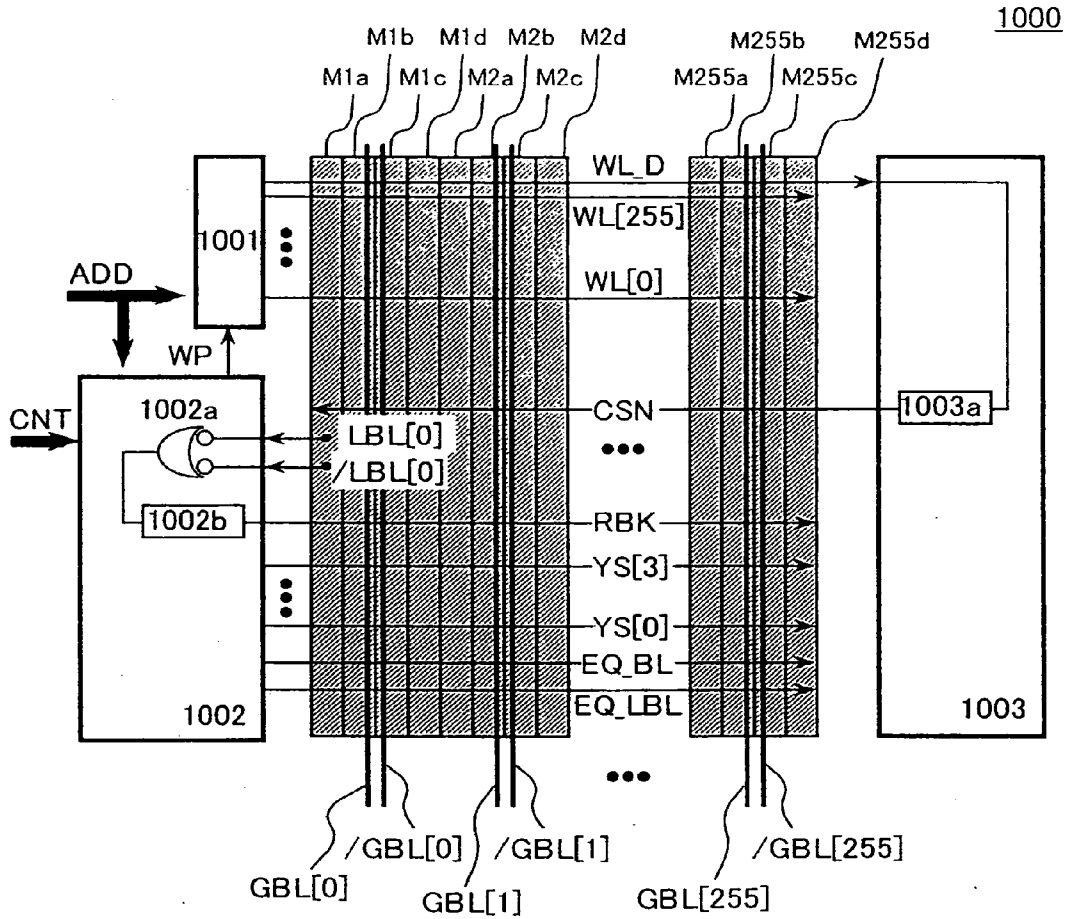 1000
M1b M1d M2b M2d
M1a M1c M2a M2c
M255b M255d
M255a M255c
WL_D
WL[255]
1001
ADD
WL[0]
WP
1002a
CNT
LBL[0]
/LBL[0]
CSN
1003a
1002b
RBK
YS[3]
YS[0]
EQ_BL
EQ_LBL
1002
1003
/GBL[0]
/GBL[1]
/GBL[255]
GBL[0]
GBL[1]
GBL[255]